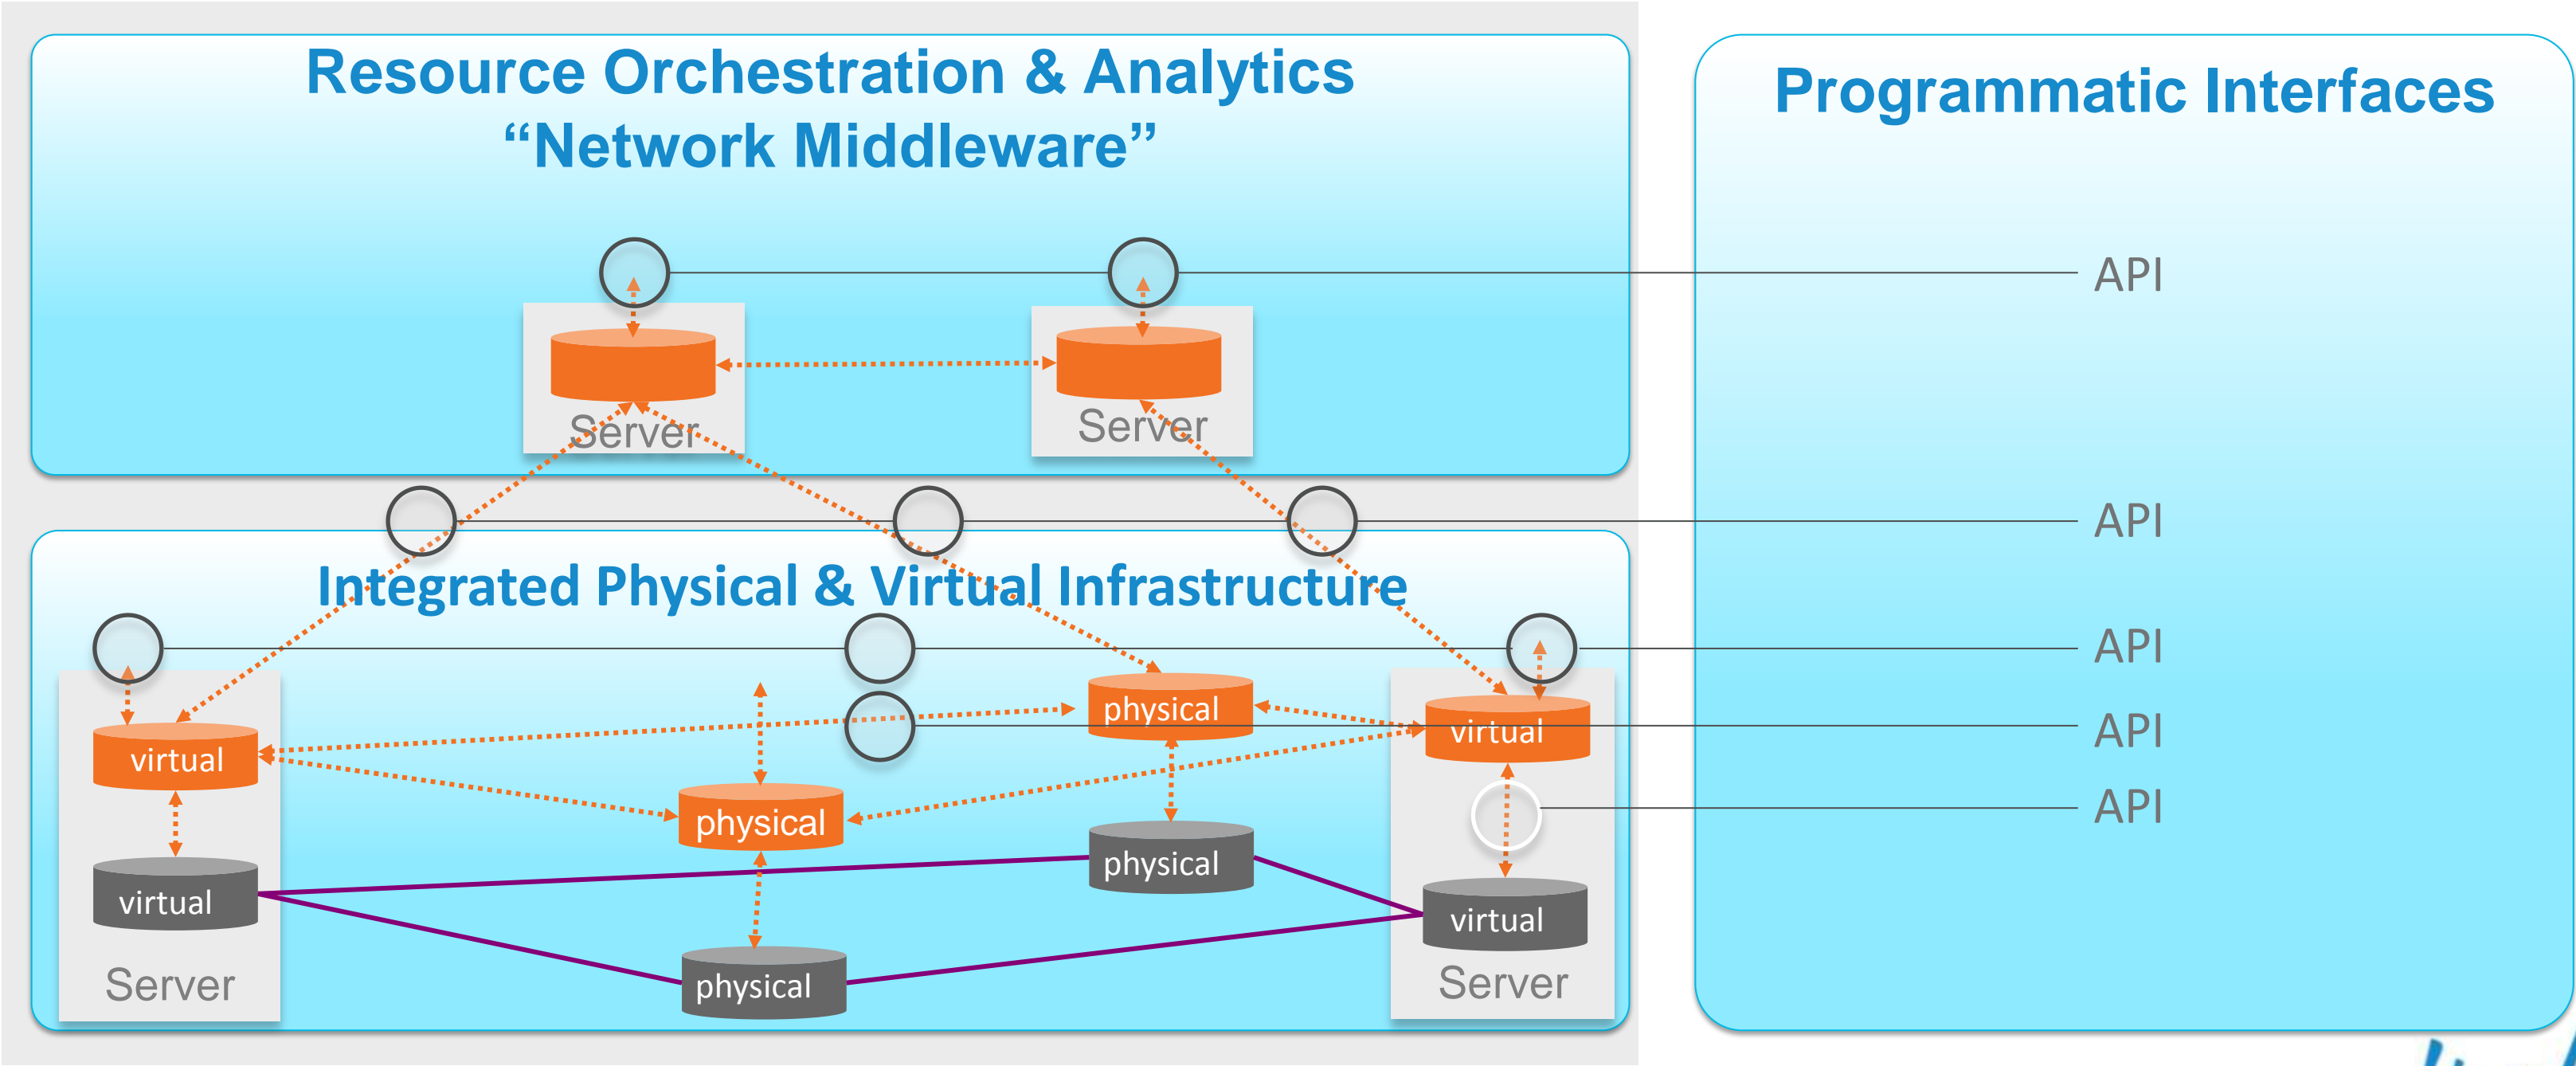 Resource Orchestration & Analytics
“Network Middleware”
Programmatic Interfaces
API
Server
Server
API
Integrated Physical & Virtual Infrastructure
API
physical
virtual
API
virtual
physical
API
physical
virtual
virtual
physical
Server
Server